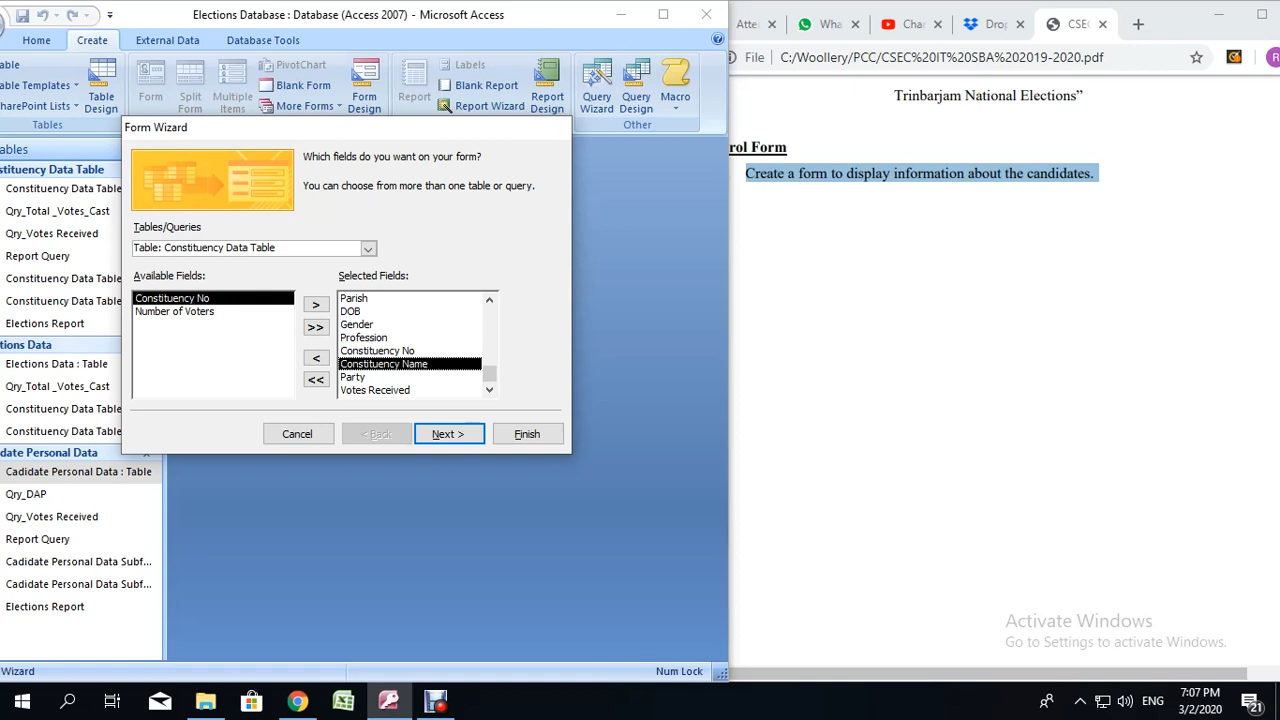 Elections Database : Database (Access 2007) - Microsoft Access
Home
Create
External Data
Database Tools
able
able Templates
harePoint Lists
Table
Design
Tables
Form
Split
Form
Multiple
Items
PivotChart
Blank Form
More Forms
Form
Design
Report
Labels
Blank Report
Report Wizard
Report
Design
Query
Wizard
Query
Design
Macro
Other
ables
nstituency Data Table
Constituency Data Table
Qry_Total _Votes_Cast
Qry_Votes Received
Report Query
Constituency Data Table
Constituency Data Table
Elections Report
ctions Data
Elections Data : Table
Qry_Total _Votes_Cast
Constituency Data Table
Constituency Data Table
didate Personal Data
Cadidate Personal Data : Table
Qry_DAP
Qry_Votes Received
Report Query
Cadidate Personal Data Subf...
Cadidate Personal Data Subf...
Elections Report
Form Wizard
Which fields do you want on your form?
You can choose from more than one table or query.
Tables/Queries
Table: Constituency Data Table
Available Fields:
Constituency No
Number of Voters
>
>>
<
<<
Selected Fields:
Parish
DOB
Gender
Profession
Constituency No
Constituency Name
Party
Votes Received
Cancel
< Back
Next >
Finish
Wizard
Num Lock
Atte
Wha
Cha
Drop
CSEC
File
C:/Woollery/PCC/CSEC%20IT%20SBA%202019-2020.pdf
Trinbarjam National Elections”
rol Form
Create a form to display information about the candidates.
Activate Windows
Go to Settings to activate Windows.
ENG
7:07 PM
3/2/2020
21